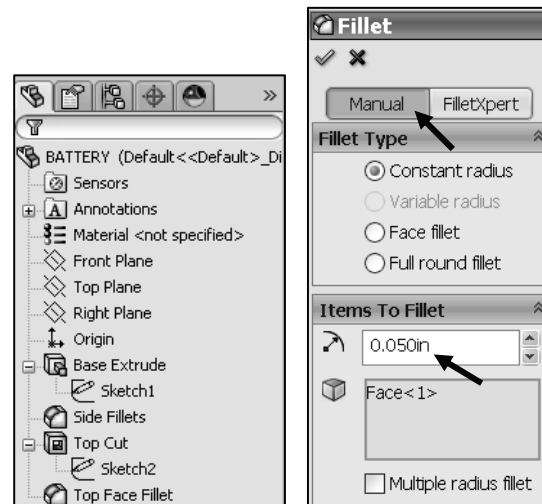 BATTERY (Default<<Default>_Di
Sensors
A Annotations
Material <not specified>
Front Plane
Top Plane
Right Plane
Origin
Base Extrude
Sketch1
Side Fillets
Top Cut
Sketch2
Top Face Fillet
Fillet
Manual FilletXpert
Fillet Type
Constant radius
Variable radius
Face fillet
Full round fillet
Items To Fillet
0.050in
Face<1>
Multiple radius fillet